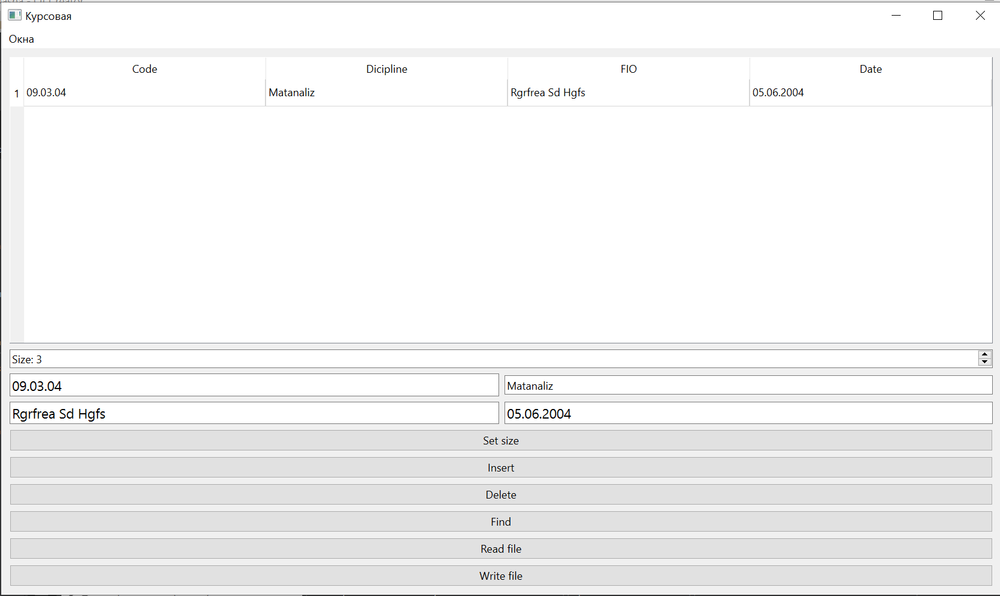 Курсовая
Окна
Code Dicipline FIO Date
1 09.03.04 Matanaliz Rgrfrea Sd Hgfs 05.06.2004
Size: 3
09.03.04 Matanaliz
Rgrfrea Sd Hgfs 05.06.2004
Set size
Insert
Delete
Find
Read file
Write file